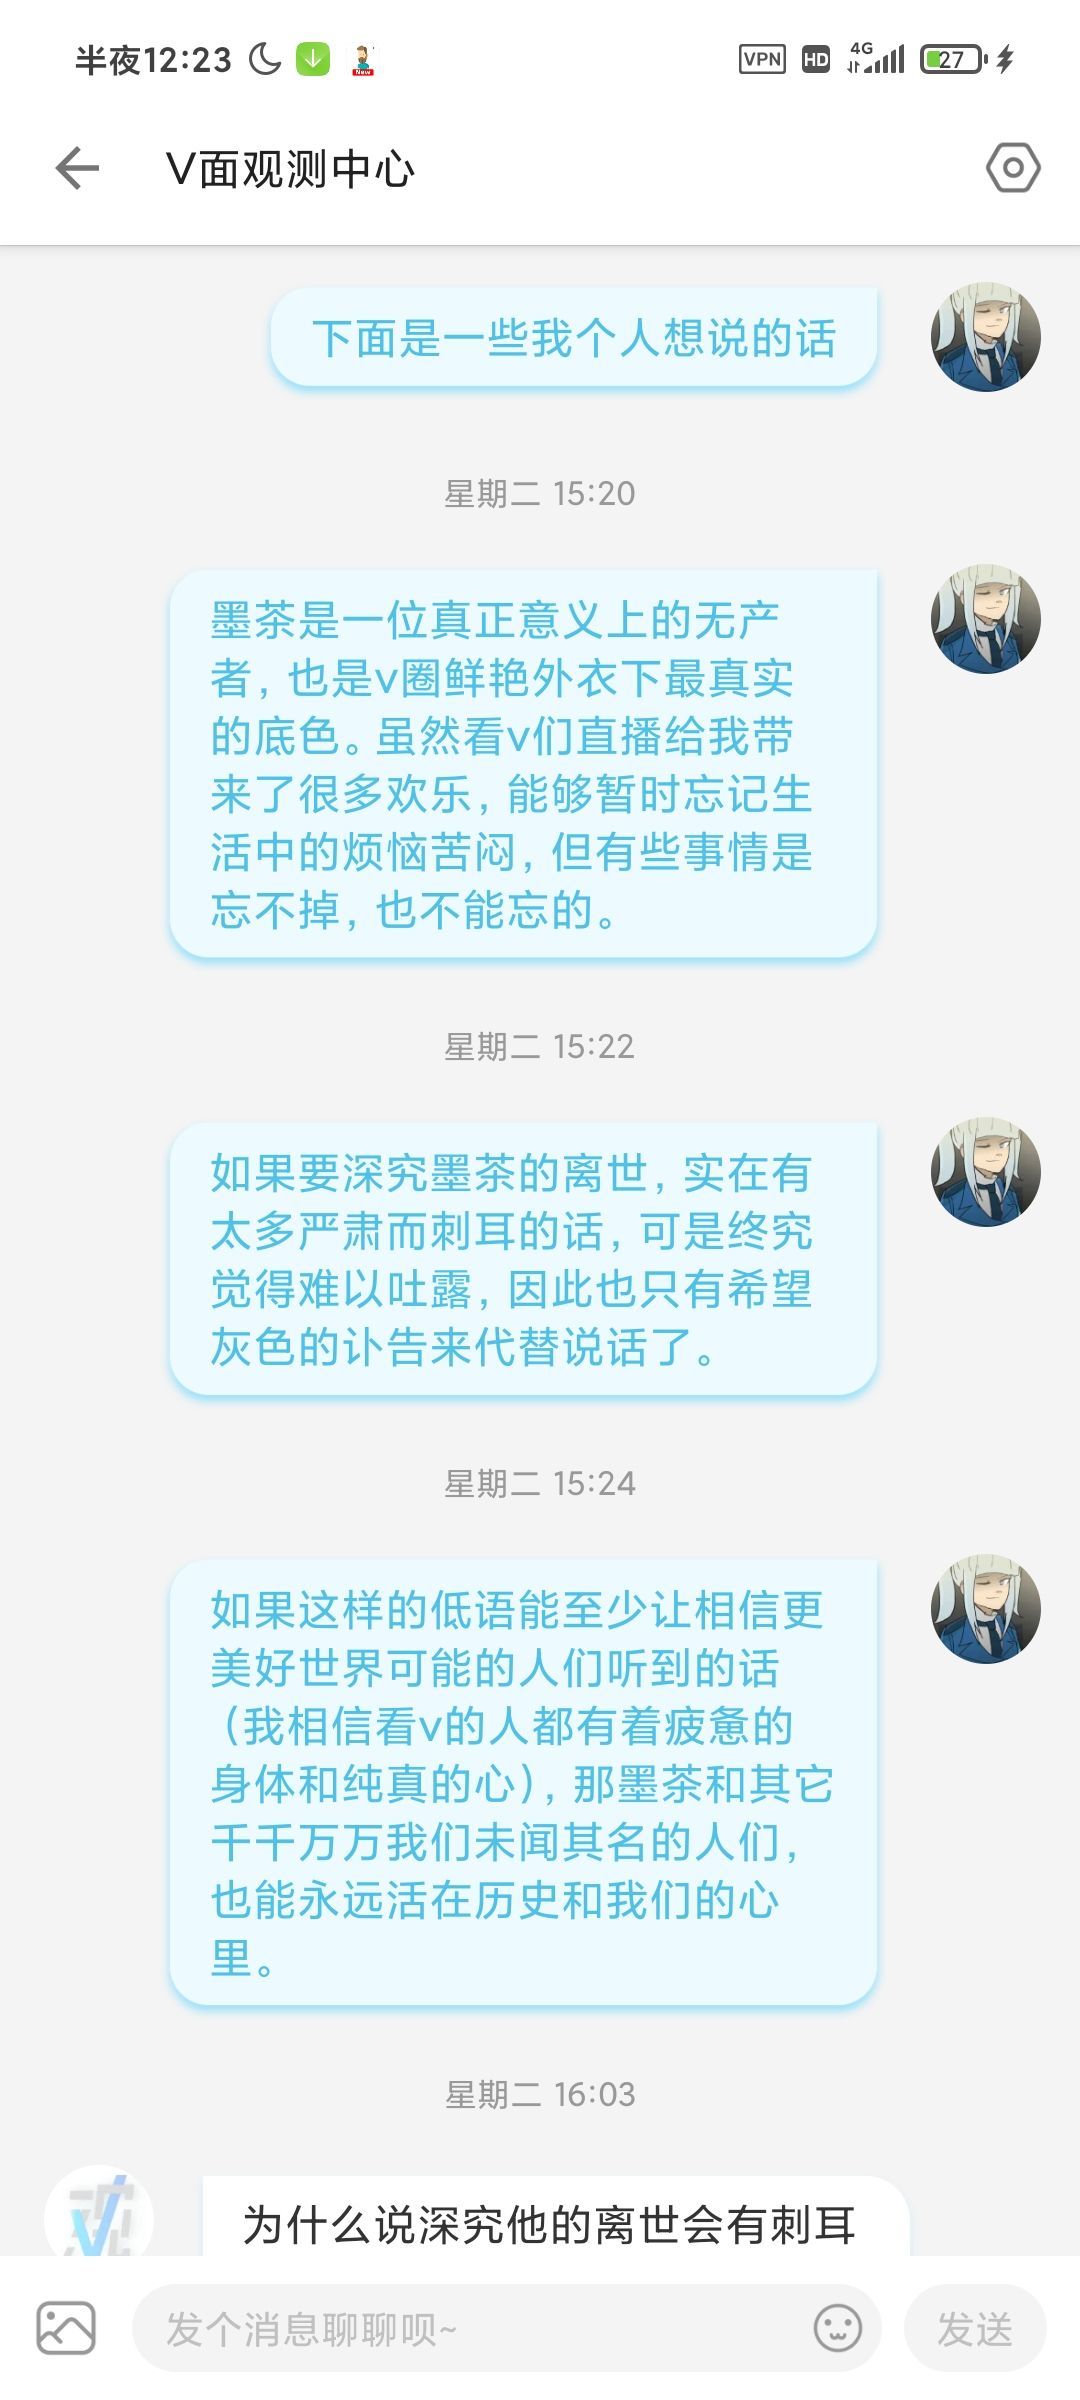 半夜12:23
VPN HD 4G 27
V面观测中心
下面是一些我个人想说的话
星期二 15:20
墨茶是一位真正意义上的无产
者，也是v圈鲜艳外衣下最真实
的底色。虽然看v们直播给我带
来了很多欢乐，能够暂时忘记生
活中的烦恼苦闷，但有些事情是
忘不掉，也不能忘的。
星期二 15:22
如果要深究墨茶的离世，实在有
太多严肃而刺耳的话，可是终究
觉得难以吐露，因此也只有希望
灰色的讣告来代替说话了。
星期二 15:24
如果这样的低语能至少让相信更
美好世界可能的人们听到的话
（我相信看v的人都有着疲惫的
身体和纯真的心），那墨茶和其它
千千万万我们未闻其名的人们，
也能永远活在历史和我们的心
里。
星期二 16:03
为什么说深究他的离世会有刺耳
发个消息聊聊呗~
发送